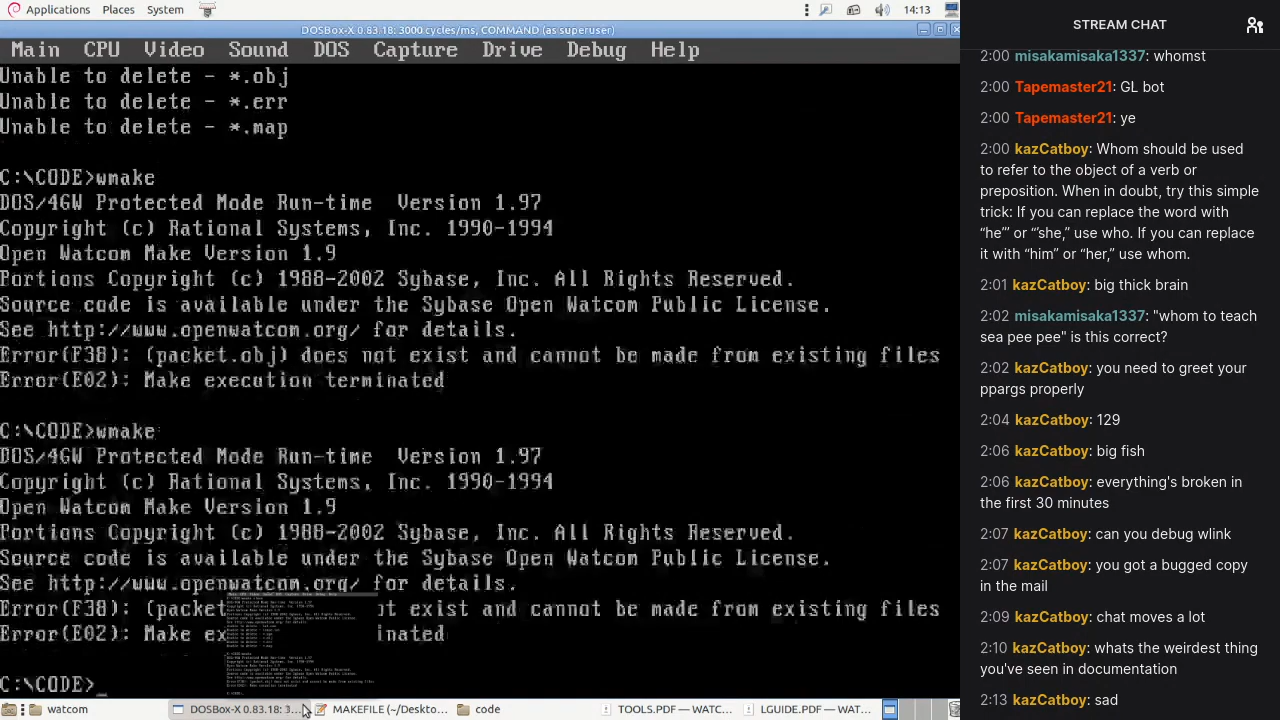 Applications Places System 14:13
DOSBox-X 0.83.18: 3000 cycles/ms, COMMAND (as superuser)
Main CPU Video Sound DOS Capture Drive Debug Help
Unable to delete - *.obj
Unable to delete - *.err
Unable to delete - *.map
C:\CODE>wmake
DOS/4GW Protected Mode Run-time Version 1.97
Copyright (c) Rational Systems, Inc. 1990-1994
Open Watcom Make Version 1.9
Portions Copyright (c) 1988-2002 Sybase, Inc. All Rights Reserved.
Source code is available under the Sybase Open Watcom Public License.
See http://www.openwatcom.org/ for details.
Error(F38): (packet.obj) does not exist and cannot be made from existing files
Error(E02): Make execution terminated
C:\CODE>wmake
DOS/4GW Protected Mode Run-time Version 1.97
Copyright (c) Rational Systems, Inc. 1990-1994
Open Watcom Make Version 1.9
Portions Copyright (c) 1988-2002 Sybase, Inc. All Rights Reserved.
Source code is available under the Sybase Open Watcom Public License.
See http://www.openwatcom.org/ for details.
and cannot be made from existing files
Make
C:\CODE>
watcom DOSBox-X 0.83.18: 3... MAKEFILE (~/Deskto... code TOOLS.PDF — WATC... LGUIDE.PDF — WAT...
STREAM CHAT
2:00 misakamisaka1337: whomst
2:00 Tapemaster21: GL bot
2:00 Tapemaster21: ye
2:00 kazCatboy: Whom should be used
to refer to the object of a verb or
preposition. When in doubt, try this simple
trick: If you can replace the word with
“he’” or “’she,” use who. If you can replace
it with “him” or “her,” use whom.
2:01 kazCatboy: big thick brain
2:02 misakamisaka1337: "whom to teach
sea pee pee" is this correct?
2:02 kazCatboy: you need to greet your
ppargs properly
2:04 kazCatboy: 129
2:06 kazCatboy: big fish
2:06 kazCatboy: everything's broken in
the first 30 minutes
2:07 kazCatboy: can you debug wlink
2:07 kazCatboy: you got a bugged copy
in the mail
kazCatboy: one leaves a lot
kazCatboy: now what's the best thing
you've seen in documentation
2:13 kazCatboy: sad